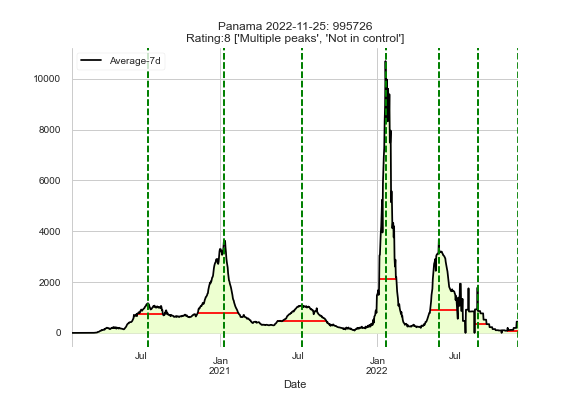 Panama 2022-11-25: 995726
Rating:8 ['Multiple peaks', 'Not in control']
Average-7d
10000
8000
6000
4000
2000
0
Jul
Jan
2021
Jul
Jan
2022
Jul
Date